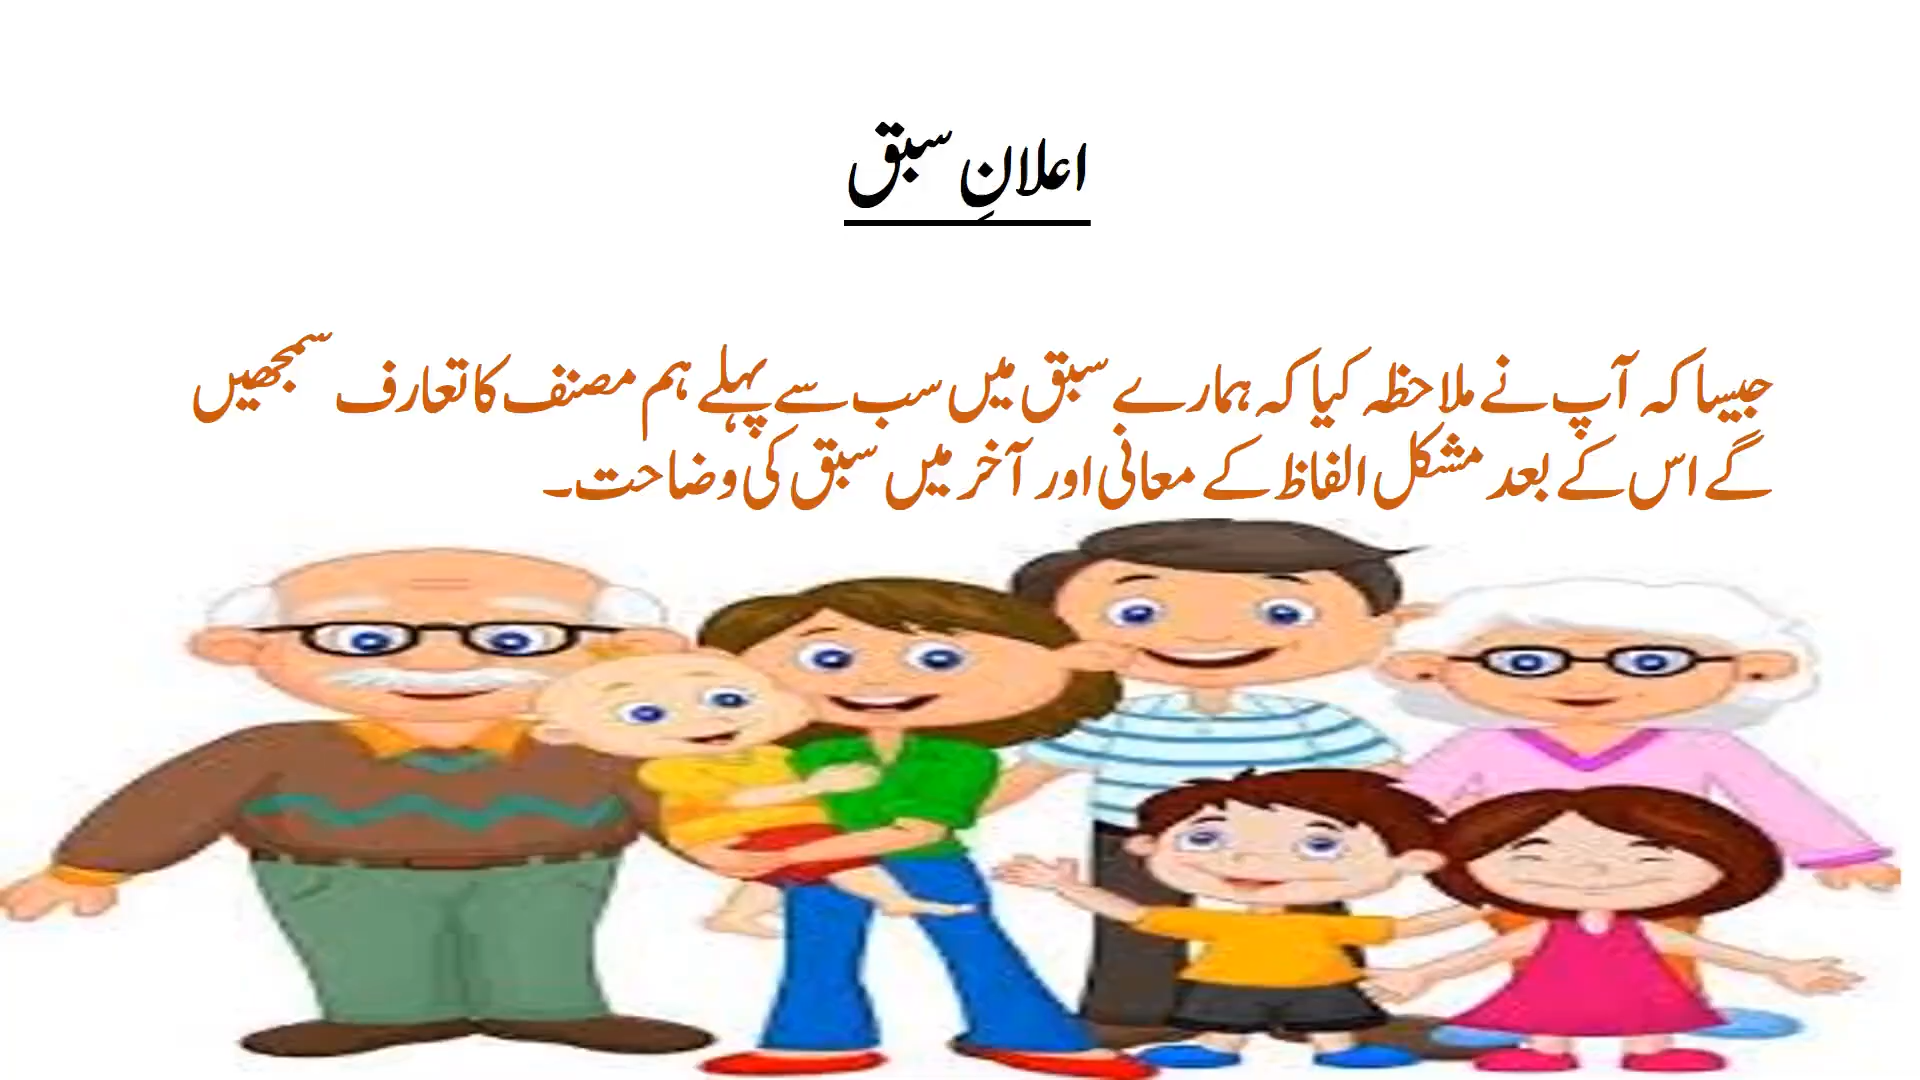 اعلانِ سبق
جیسا کہ آپ نے ملاحظہ کیا کہ ہمارے سبق میں سب سے پہلے ہم مصنف کا تعارف سمجھیں
گے اس کے بعد مشکل الفاظ کے معانی اور آخر میں سبق کی وضاحت۔